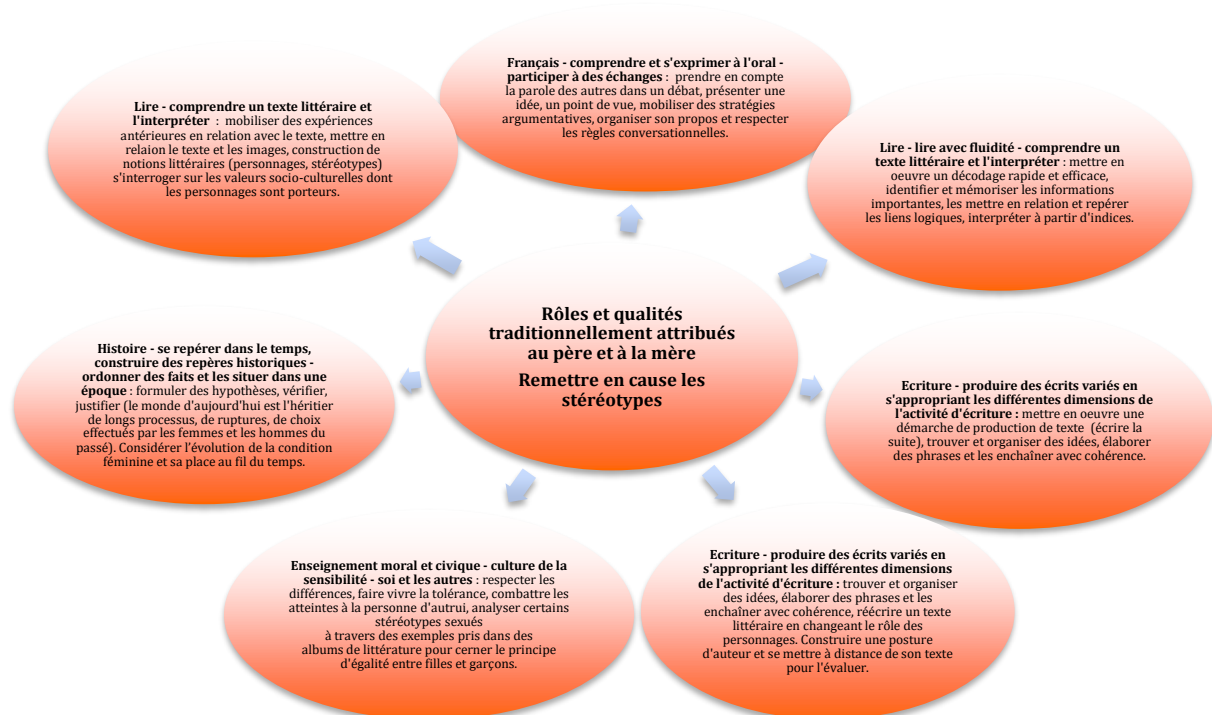 Français - comprendre et s'exprimer à l'oral -
participer à des échanges : prendre en compte
la parole des autres dans un débat, présenter une
idée, un point de vue, mobiliser des stratégies
argumentatives, organiser son propos et respecter
les règles conversationnelles.
Lire - comprendre un texte littéraire et
l'interpréter : mobiliser des expériences
antérieures en relation avec le texte, mettre en
relaion le texte et les images, construction de
notions littéraires (personnages, stéréotypes)
s'interroger sur les valeurs socio-culturelles dont
les personnages sont porteurs.
Lire - lire avec fluidité - comprendre un
texte littéraire et l'interpréter : mettre en
oeuvre un décodage rapide et efficace,
identifier et mémoriser les informations
importantes, les mettre en relation et repérer
les liens logiques, interpréter à partir d'indices.
Rôles et qualités
traditionnellement attribués
au père et à la mère
Remettre en cause les
stéréotypes
Histoire - se repérer dans le temps,
construire des repères historiques -
ordonner des faits et les situer dans une
époque : formuler des hypothèses, vérifier,
justifier (le monde d'aujourd'hui est l'héritier
de longs processus, de ruptures, de choix
effectués par les femmes et les hommes du
passé). Considérer l'évolution de la condition
féminine et sa place au fil du temps.
Ecriture - produire des écrits variés en
s'appropriant les différentes dimensions de
l'activité d'écriture : mettre en oeuvre une
démarche de production de texte (écrire la
suite), trouver et organiser des idées, élaborer
des phrases et les enchaîner avec cohérence.
Enseignement moral et civique - culture de la
sensibilité - soi et les autres : respecter les
différences, faire vivre la tolérance, combattre les
atteintes à la personne d'autrui, analyser certains
stéréotypes sexués
à travers des exemples pris dans des
albums de littérature pour cerner le principe
d'égalité entre filles et garçons.
Ecriture - produire des écrits variés en
s'appropriant les différentes dimensions
de l'activité d'écriture : trouver et organiser
des idées, élaborer des phrases et les
enchaîner avec cohérence, réécrire un texte
littéraire en changeant le rôle des
personnages. Construire une posture
d'auteur et se mettre à distance de son texte
pour l'évaluer.